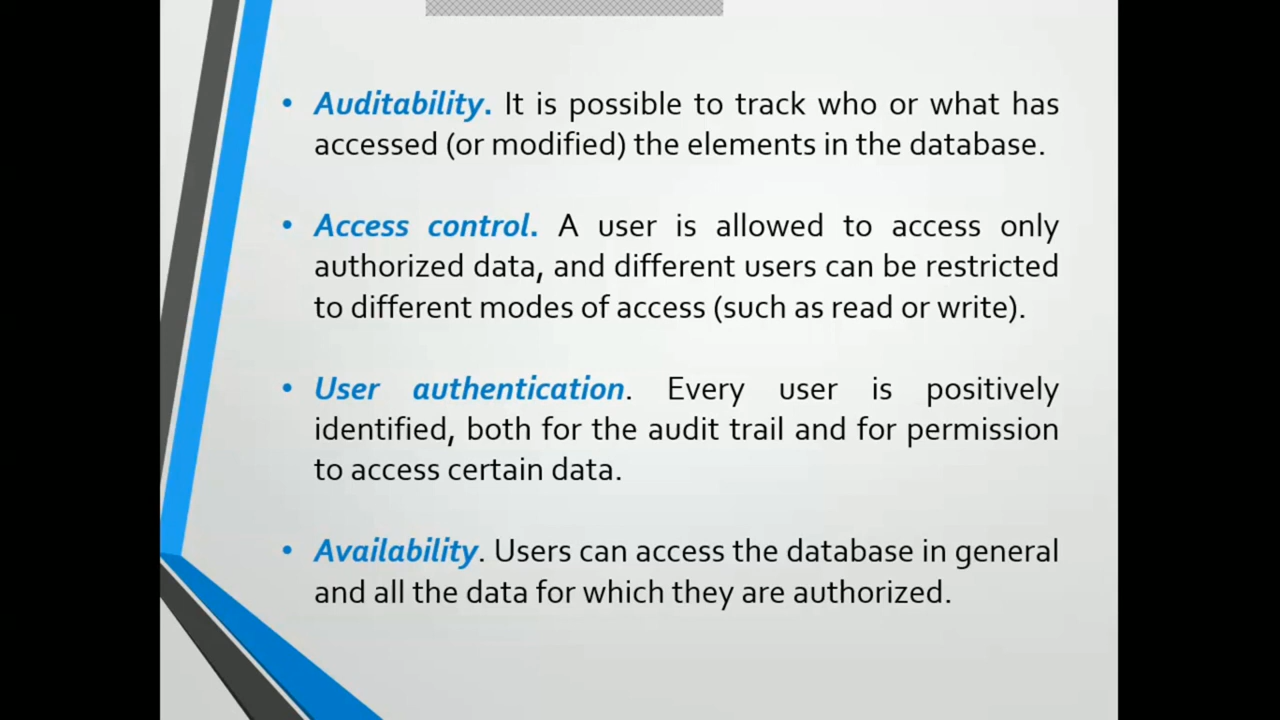 • Auditability. It is possible to track who or what has
accessed (or modified) the elements in the database.
• Access control. A user is allowed to access only
authorized data, and different users can be restricted
to different modes of access (such as read or write).
• User authentication. Every user is positively
identified, both for the audit trail and for permission
to access certain data.
• Availability. Users can access the database in general
and all the data for which they are authorized.